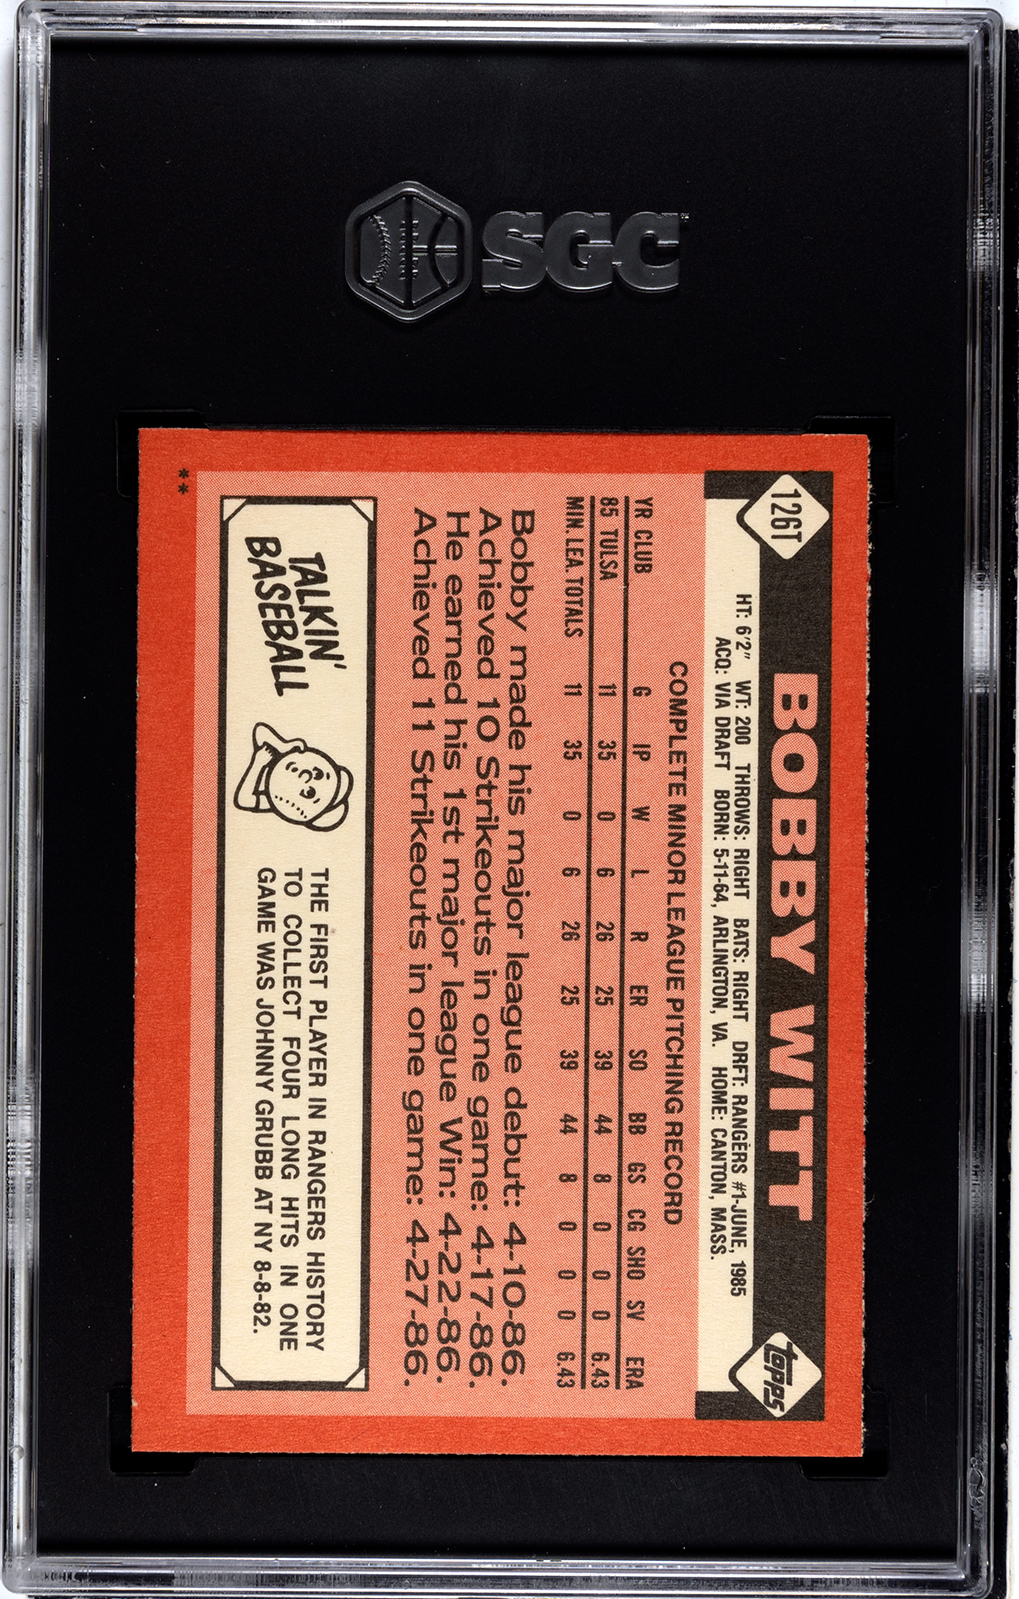 SGC
126T
BOBBY WITT
topps
HT: 6'2" WT: 200 THROWS: RIGHT BATS: RIGHT DRFT: RANGERS #1-JUNE, 1985
ACQ: VIA DRAFT BORN: 5-11-64, ARLINGTON, VA. HOME: CANTON, MASS.
COMPLETE MINOR LEAGUE PITCHING RECORD
YR CLUB G IP W L R ER SO BB GS CG SHO SV ERA
85 TULSA 11 35 0 6 26 25 39 44 8 0 0 0 6.43
MIN. LEA. TOTALS 11 35 0 6 26 25 39 44 8 0 0 0 6.43
Bobby made his major league debut: 4-10-86.
Achieved 10 Strikeouts in one game: 4-17-86.
He earned his 1st major league Win: 4-22-86.
Achieved 11 Strikeouts in one game: 4-27-86.
TALKIN'
BASEBALL
THE FIRST PLAYER IN RANGERS HISTORY
TO COLLECT FOUR LONG HITS IN ONE
GAME WAS JOHNNY GRUBB AT NY 8-8-82.
**